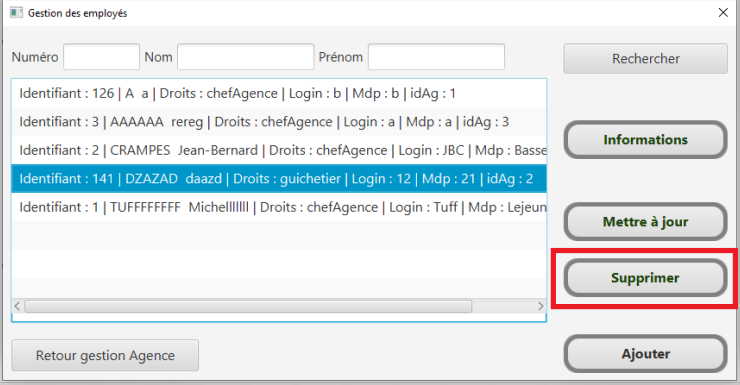 Gestion des employés
Numéro Nom Prénom Rechercher
Identifiant : 126 | A a | Droits : chefAgence | Login : b | Mdp : b | idAg : 1
Identifiant : 3 | AAAAAA rereg | Droits : chefAgence | Login : a | Mdp : a | idAg : 3
Informations
Identifiant : 2 | CRAMPES Jean-Bernard | Droits : chefAgence | Login : JBC | Mdp : Basse
Identifiant : 141 | DZAZAD daazd | Droits : guichetier | Login : 12 | Mdp : 21 | idAg : 2
Identifiant : 1 | TUFFFFFFFF Michelllllll | Droits : chefAgence | Login : Tuff | Mdp : Lejeun
Mettre à jour
Supprimer
Retour gestion Agence
Ajouter